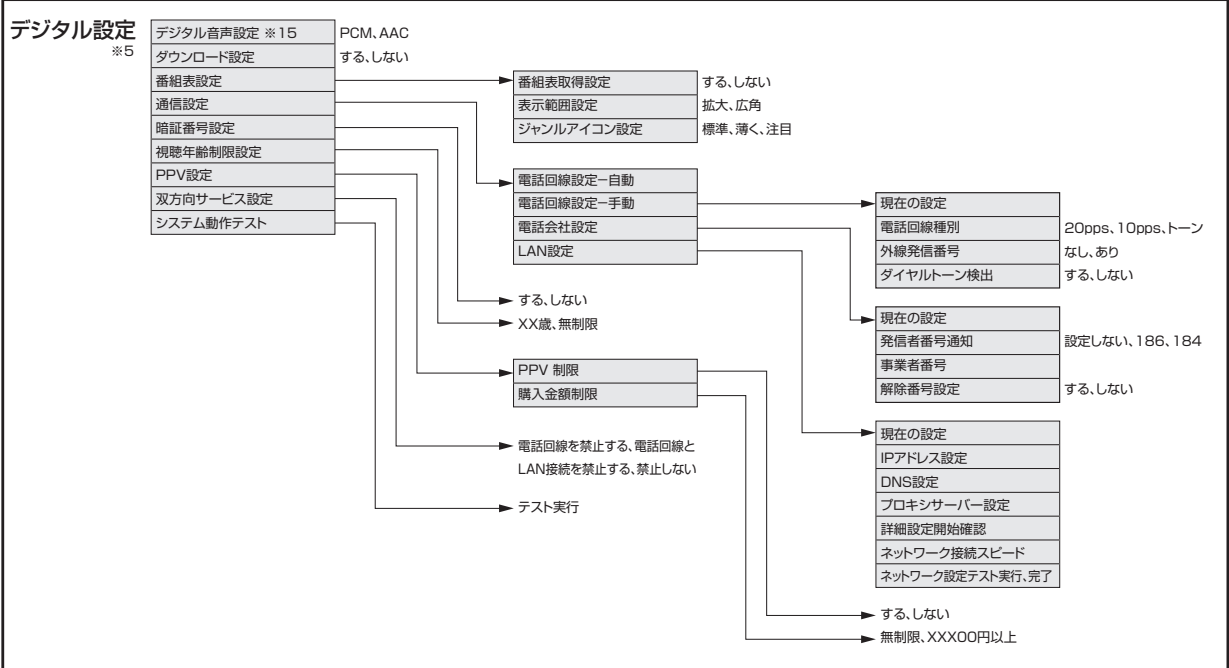 デジタル設定
※5
デジタル音声設定 ※15
PCM、AAC
ダウンロード設定
する、しない
番組表設定
通信設定
暗証番号設定
視聴年齢制限設定
PPV設定
双方向サービス設定
システム動作テスト
番組表取得設定
する、しない
表示範囲設定
拡大、広角
ジャンルアイコン設定
標準、薄く、注目
電話回線設定−自動
電話回線設定−手動
電話会社設定
LAN設定
現在の設定
電話回線種別
20pps、10pps、トーン
外線発信番号
なし、あり
ダイヤルトーン検出
する、しない
する、しない
XX歳、無制限
現在の設定
発信者番号通知
設定しない、186、184
事業者番号
解除番号設定
する、しない
PPV 制限
購入金額制限
電話回線を禁止する、電話回線と
LAN接続を禁止する、禁止しない
テスト実行
現在の設定
IPアドレス設定
DNS設定
プロキシサーバー設定
詳細設定開始確認
ネットワーク接続スピード
ネットワーク設定テスト実行、完了
する、しない
無制限、XXX00円以上